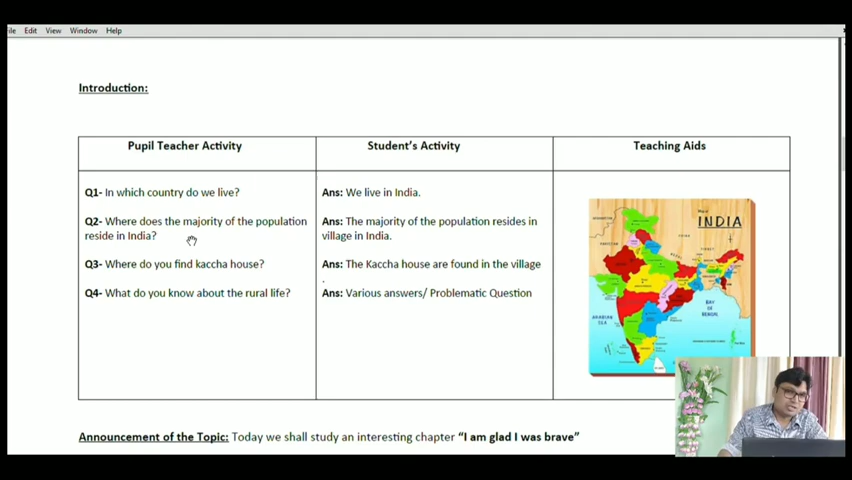 File Edit View Window Help
Introduction:
Pupil Teacher Activity
Student's Activity
Teaching Aids
Q1- In which country do we live?
Ans: We live in India.
Q2- Where does the majority of the population
reside in India?
Ans: The majority of the population resides in
village in India.
Q3- Where do you find kaccha house?
Ans: The Kaccha house are found in the village
.
Q4- What do you know about the rural life?
Ans: Various answers/ Problematic Question
INDIA
ARABIAN
SEA
BAY
OF
BENGAL
Announcement of the Topic: Today we shall study an interesting chapter “I am glad I was brave”